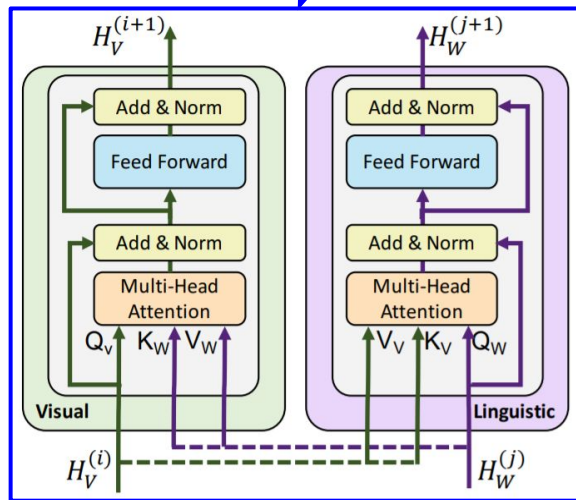 H_V^{(i+1)} H_W^{(j+1)}
Add & Norm Add & Norm
Feed Forward Feed Forward
Add & Norm Add & Norm
Multi-Head Attention Multi-Head Attention
Q_v K_W V_W V_V K_V Q_W
Visual Linguistic
H_V^{(i)} H_W^{(j)}